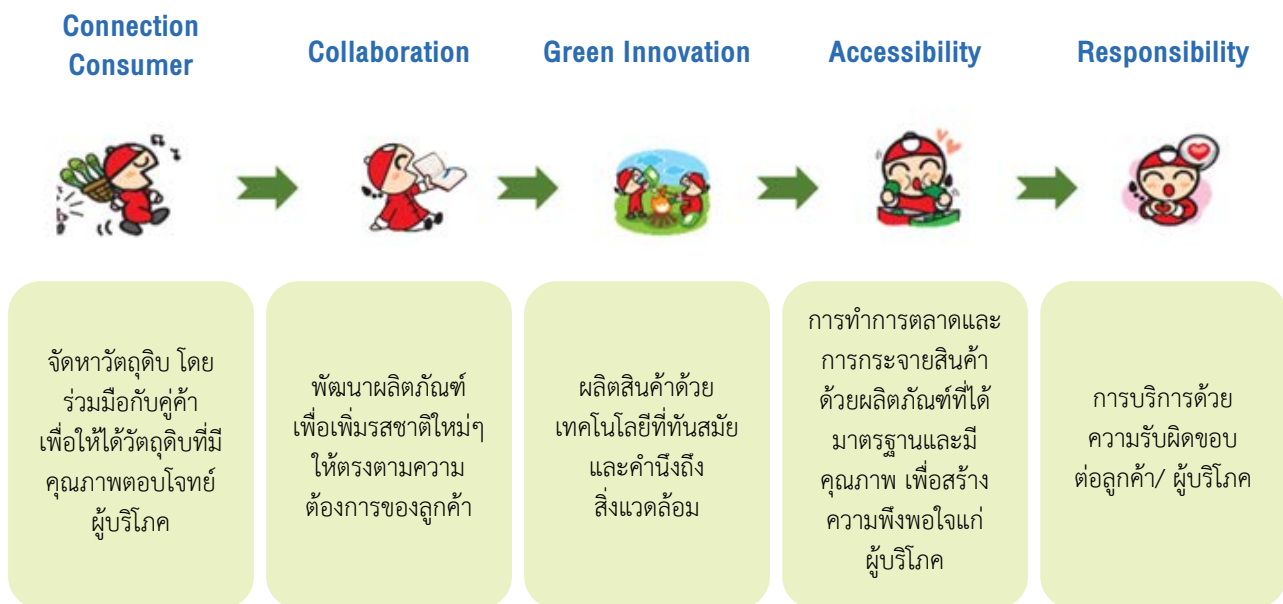 Connection
Consumer
Collaboration
Green Innovation
Accessibility
Responsibility
จัดหาวัตถุดิบ โดย
ร่วมมือกับคู่ค้า
เพื่อให้ได้วัตถุดิบที่มี
คุณภาพตอบโจทย์
ผู้บริโภค
พัฒนาผลิตภัณฑ์
เพื่อเพิ่มรสชาติใหม่ๆ
ให้ตรงตามความ
ต้องการของลูกค้า
ผลิตสินค้าด้วย
เทคโนโลยีที่ทันสมัย
และคำนึงถึง
สิ่งแวดล้อม
การทำการตลาดและ
การกระจายสินค้า
ด้วยผลิตภัณฑ์ที่ได้
มาตรฐานและมี
คุณภาพ เพื่อสร้าง
ความพึงพอใจแก่
ผู้บริโภค
การบริการด้วย
ความรับผิดชอบ
ต่อลูกค้า/ ผู้บริโภค